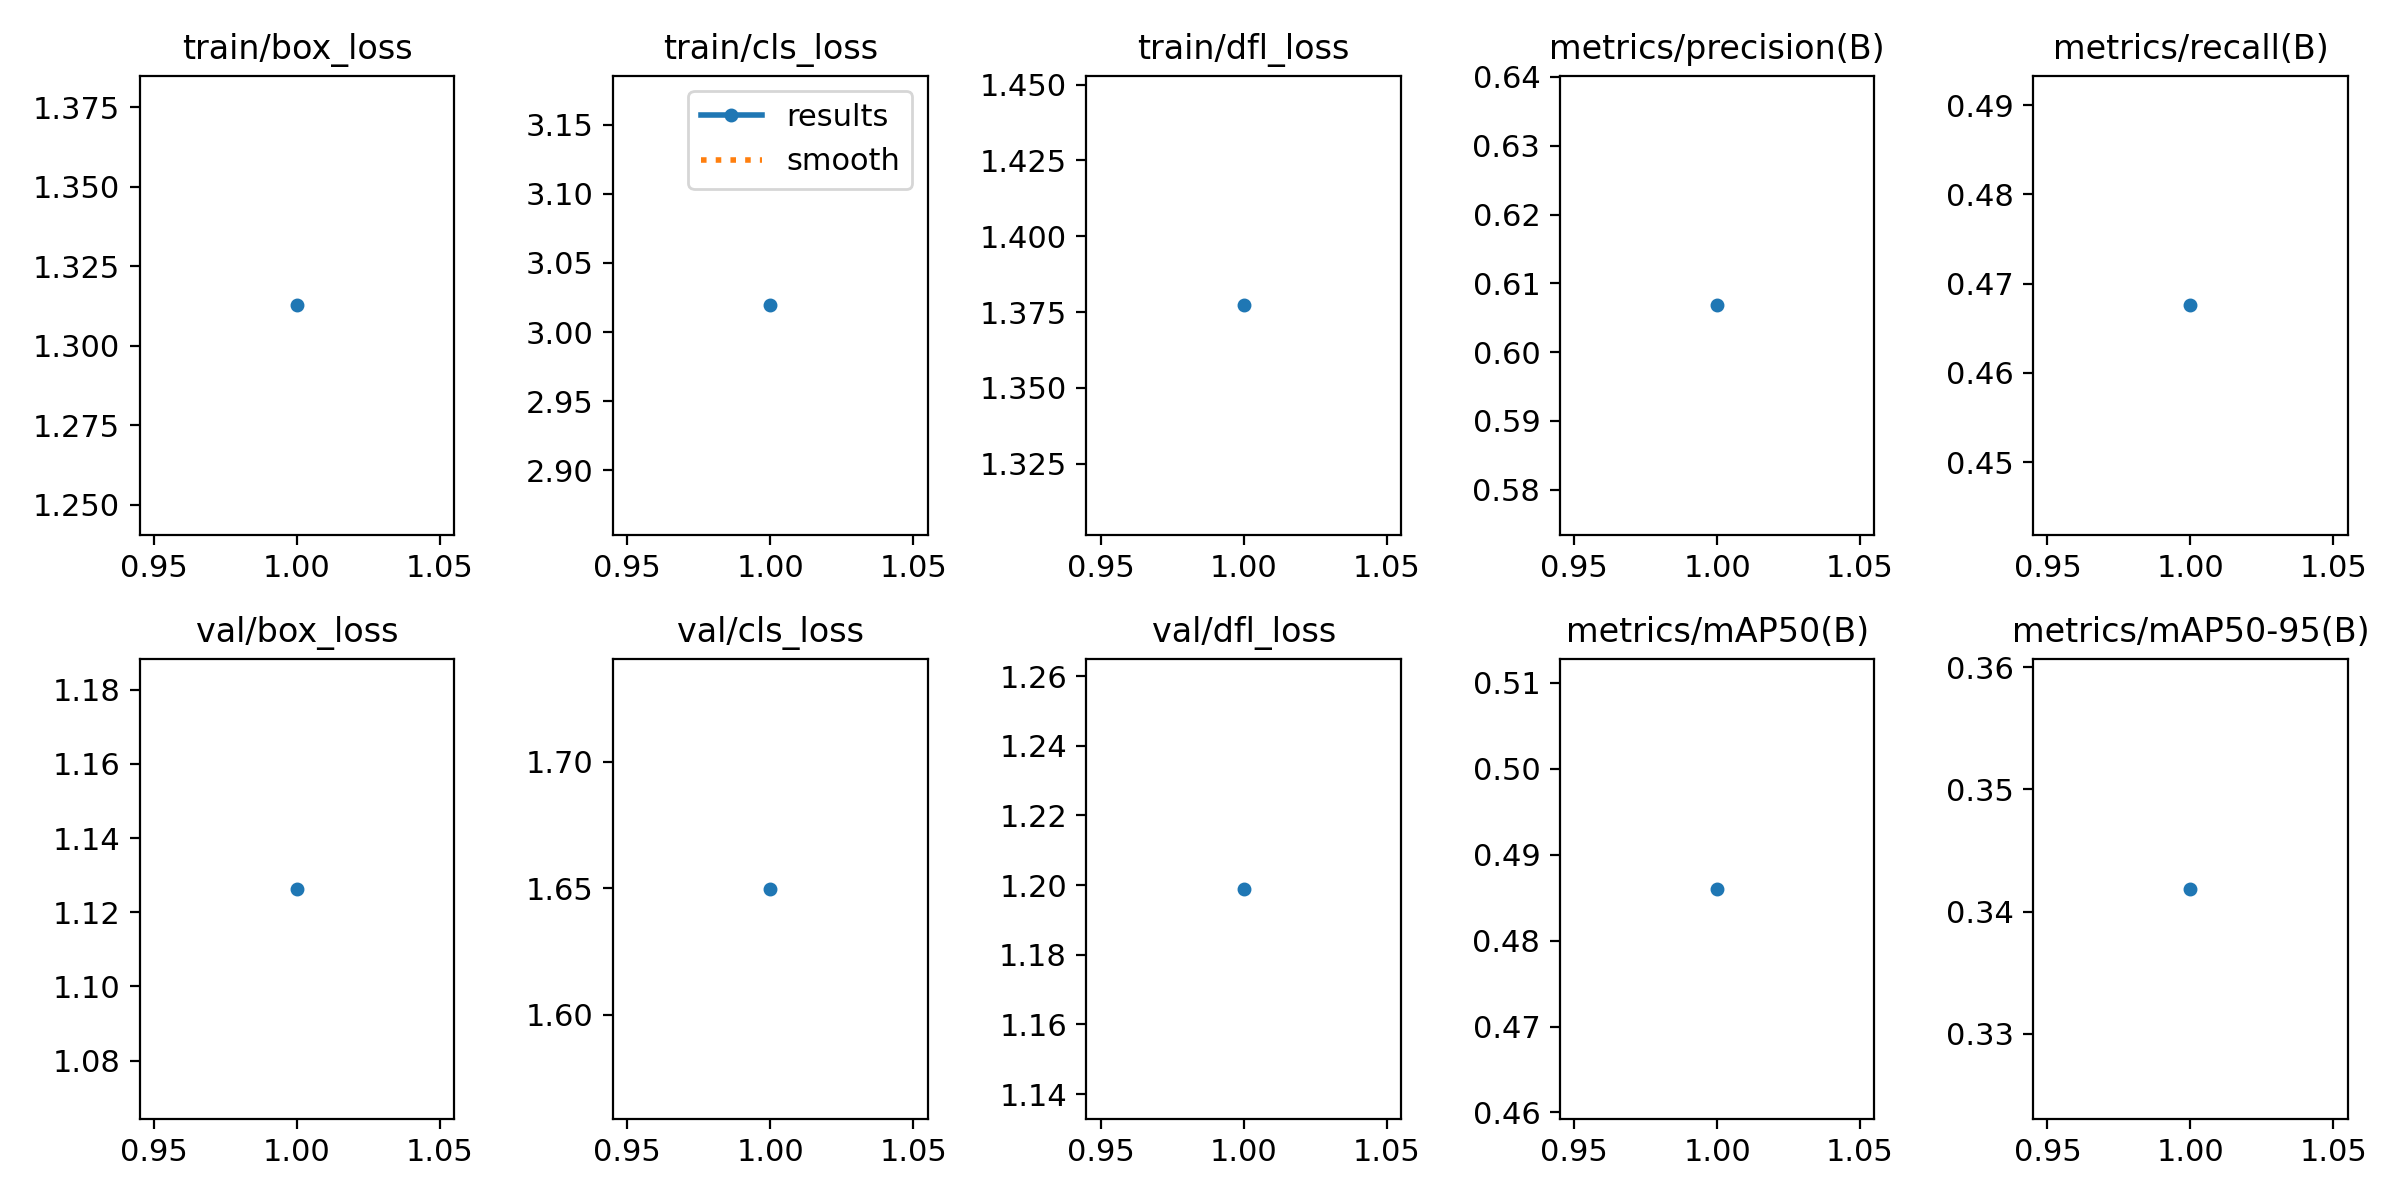 train/box_loss
1.375
1.350
1.325
1.300
1.275
1.250
0.95 1.00 1.05
train/cls_loss
results
smooth
3.15
3.10
3.05
3.00
2.95
2.90
0.95 1.00 1.05
train/dfl_loss
1.450
1.425
1.400
1.375
1.350
1.325
0.95 1.00 1.05
metrics/precision(B)
0.64
0.63
0.62
0.61
0.60
0.59
0.58
0.95 1.00 1.05
metrics/recall(B)
0.49
0.48
0.47
0.46
0.45
0.95 1.00 1.05
val/box_loss
1.18
1.16
1.14
1.12
1.10
1.08
0.95 1.00 1.05
val/cls_loss
1.70
1.65
1.60
0.95 1.00 1.05
val/dfl_loss
1.26
1.24
1.22
1.20
1.18
1.16
1.14
0.95 1.00 1.05
metrics/mAP50(B)
0.51
0.50
0.49
0.48
0.47
0.46
0.95 1.00 1.05
metrics/mAP50-95(B)
0.36
0.35
0.34
0.33
0.95 1.00 1.05